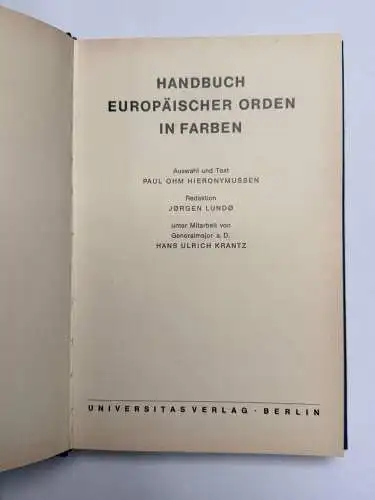 HANDBUCH
EUROPÄISCHER ORDEN
IN FARBEN
Auswahl und Text
PAUL OHM HIERONYMUSSEN
Redaktion
JØRGEN LUNDØ
unter Mitarbeit von
Generalmajor a. D.
HANS ULRICH KRANTZ
UNIVERSITAS VERLAG · BERLIN